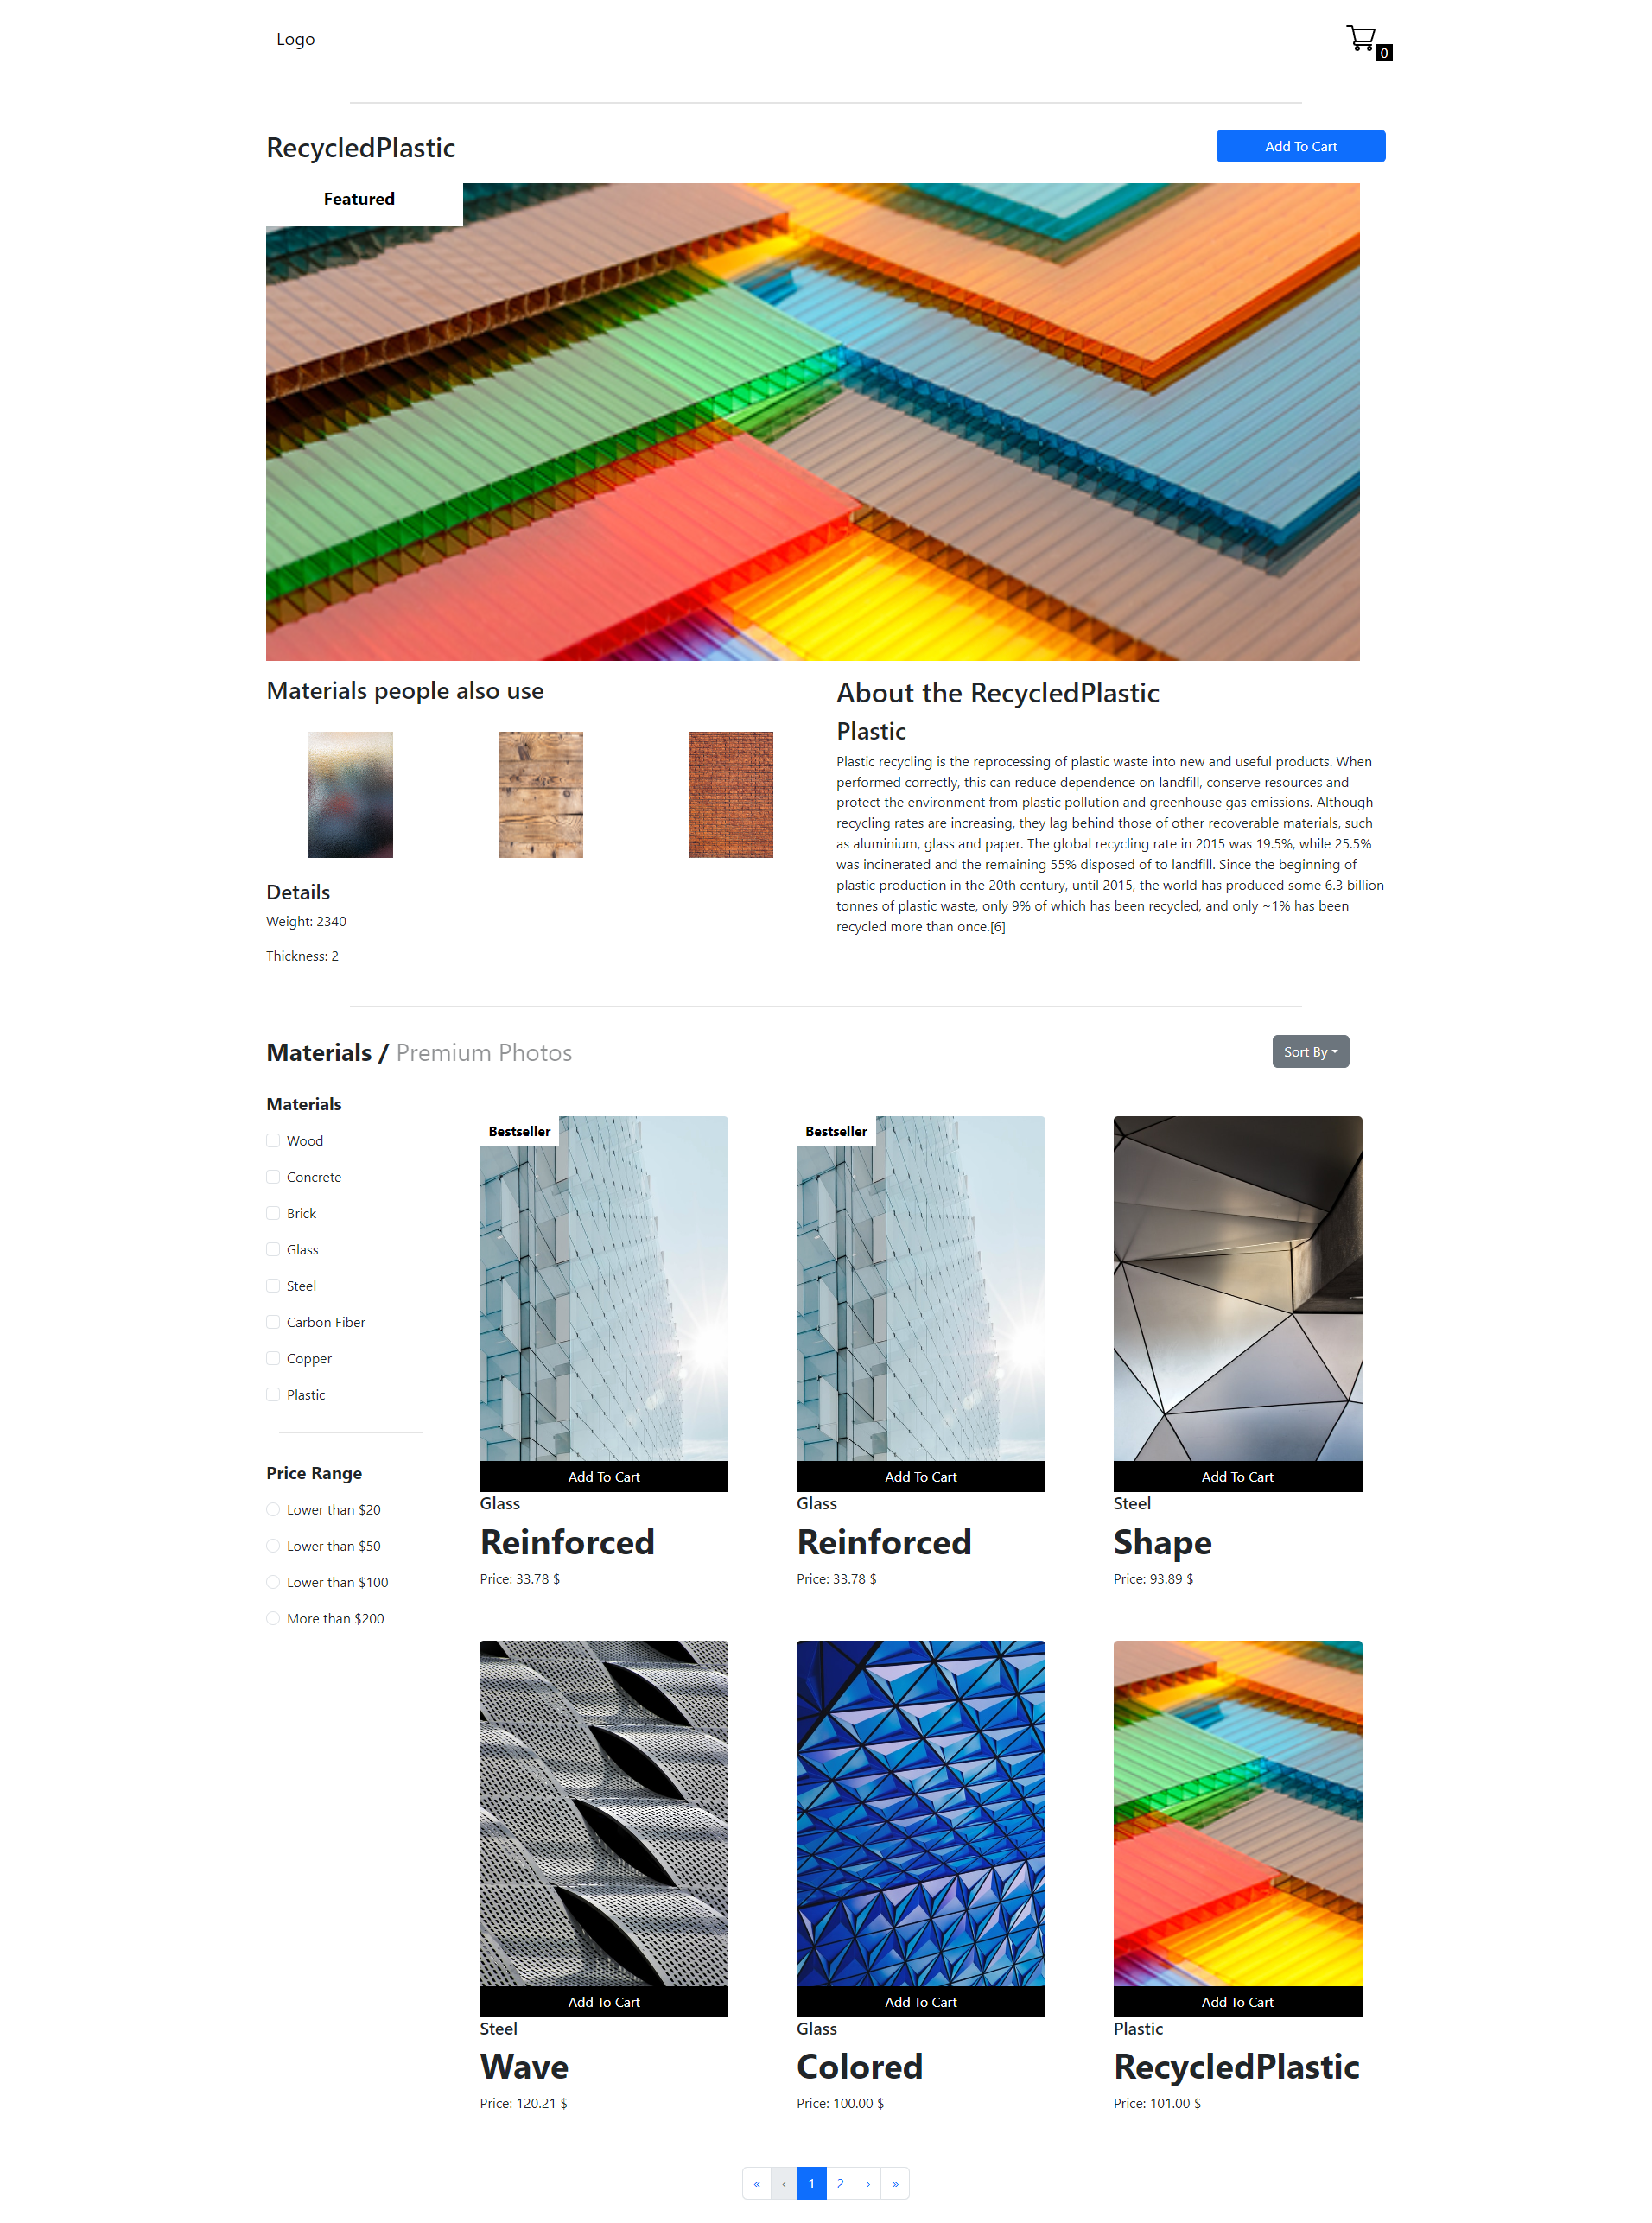 Logo
0
RecycledPlastic
Add To Cart
Featured
Materials people also use
About the RecycledPlastic
Plastic
Plastic recycling is the reprocessing of plastic waste into new and useful products. When
performed correctly, this can reduce dependence on landfill, conserve resources and
protect the environment from plastic pollution and greenhouse gas emissions. Although
recycling rates are increasing, they lag behind those of other recoverable materials, such
as aluminium, glass and paper. The global recycling rate in 2015 was 19.5%, while 25.5%
was incinerated and the remaining 55% disposed of to landfill. Since the beginning of
plastic production in the 20th century, until 2015, the world has produced some 6.3 billion
tonnes of plastic waste, only 9% of which has been recycled, and only ~1% has been
recycled more than once.[6]
Details
Weight: 2340
Thickness: 2
Materials / Premium Photos
Sort By
Materials
Wood
Concrete
Brick
Glass
Steel
Carbon Fiber
Copper
Plastic
Price Range
Lower than $20
Lower than $50
Lower than $100
More than $200
Bestseller
Add To Cart
Glass
Reinforced
Price: 33.78 $
Bestseller
Add To Cart
Glass
Reinforced
Price: 33.78 $
Add To Cart
Steel
Shape
Price: 93.89 $
Add To Cart
Steel
Wave
Price: 120.21 $
Add To Cart
Glass
Colored
Price: 100.00 $
Add To Cart
Plastic
RecycledPlastic
Price: 101.00 $
« ‹ 1 2 › »